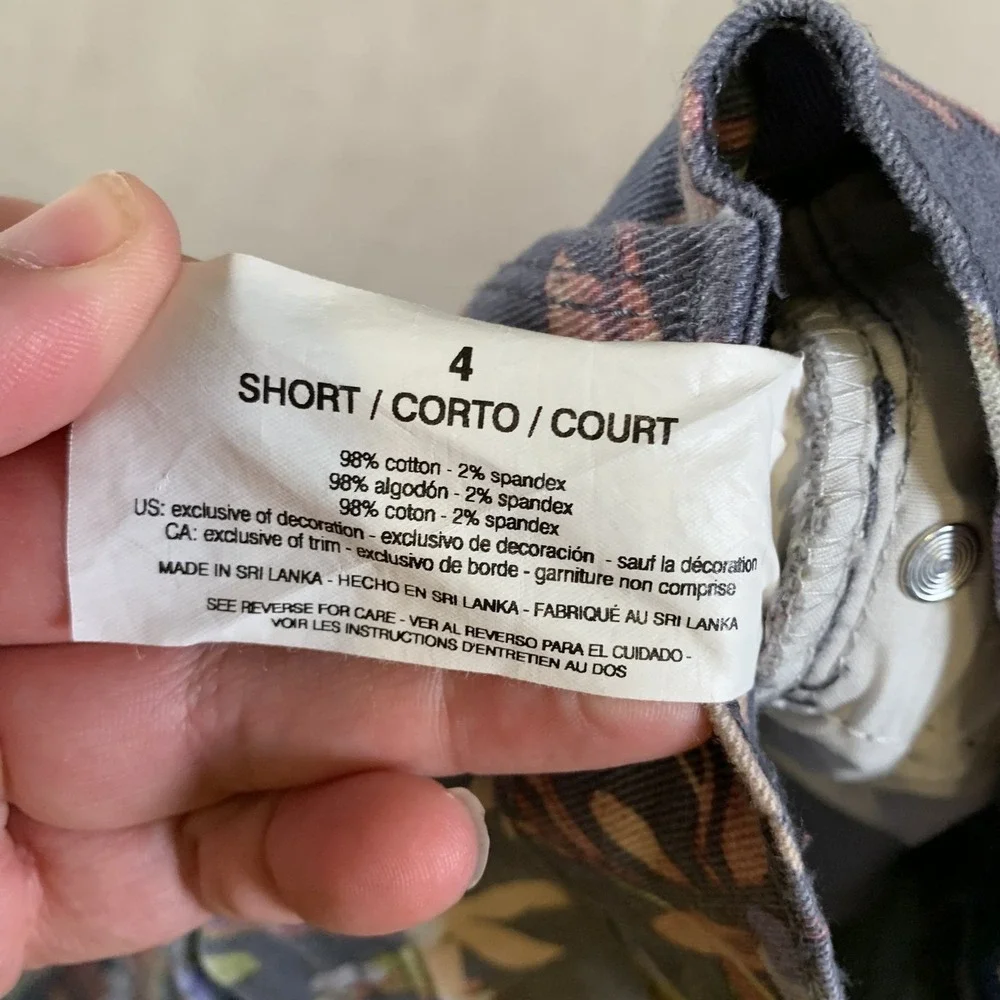 4
SHORT / CORTO / COURT
98% cotton - 2% spandex
98% algodón - 2% spandex
98% coton - 2% spandex
US: exclusive of decoration - exclusivo de decoración - sauf la décoration
CA: exclusive of trim - exclusivo de borde - garniture non comprise
MADE IN SRI LANKA - HECHO EN SRI LANKA - FABRIQUÉ AU SRI LANKA
SEE REVERSE FOR CARE - VER AL REVERSO PARA EL CUIDADO -
VOIR LES INSTRUCTIONS D'ENTRETIEN AU DOS